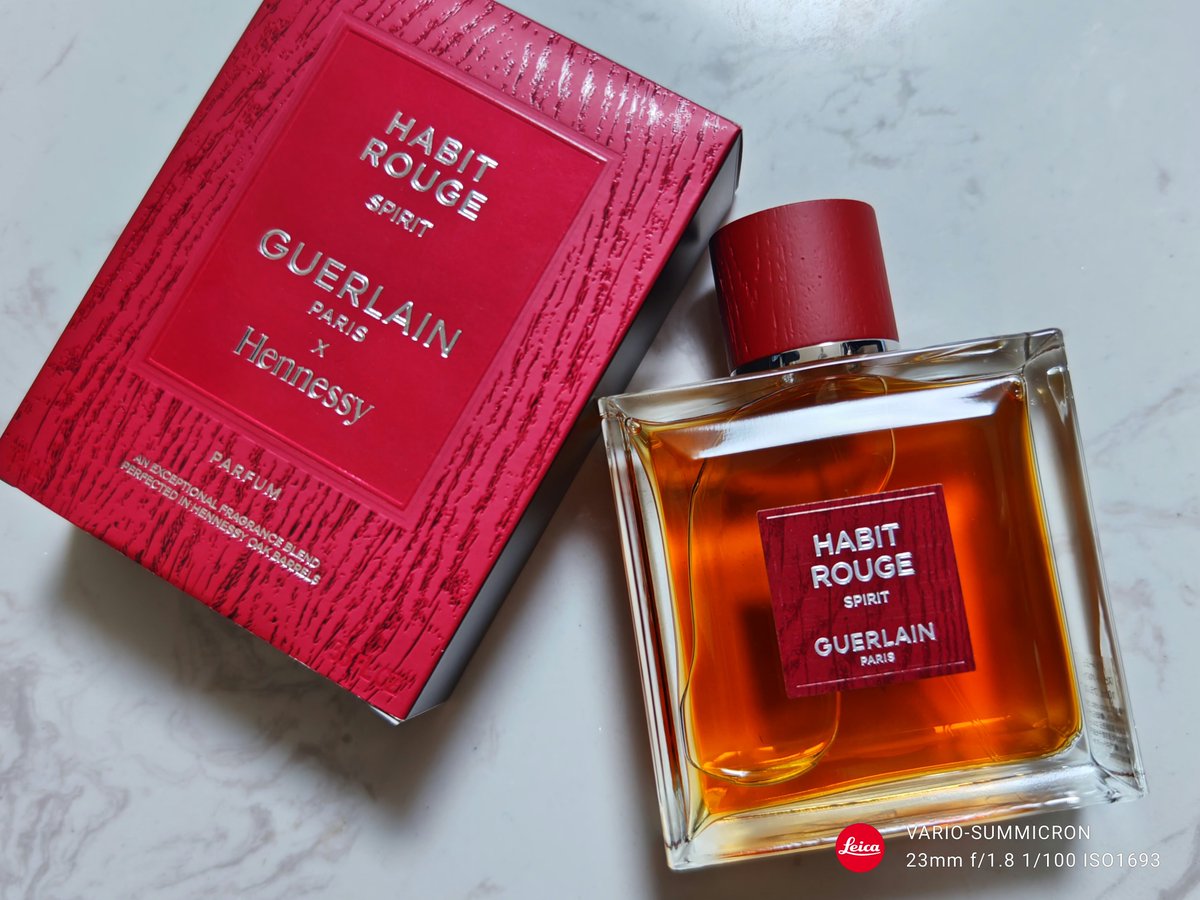 HABIT
ROUGE
SPIRIT
GUERLAIN
PARIS
X
Hennessy
PARFUM
AN EXCEPTIONAL FRAGRANCE BLEND
PERFECTED IN HENNESSY OAK BARRELS
HABIT
ROUGE
SPIRIT
GUERLAIN
PARIS
Leica
VARIO-SUMMICRON
23mm f/1.8 1/100 ISO1693